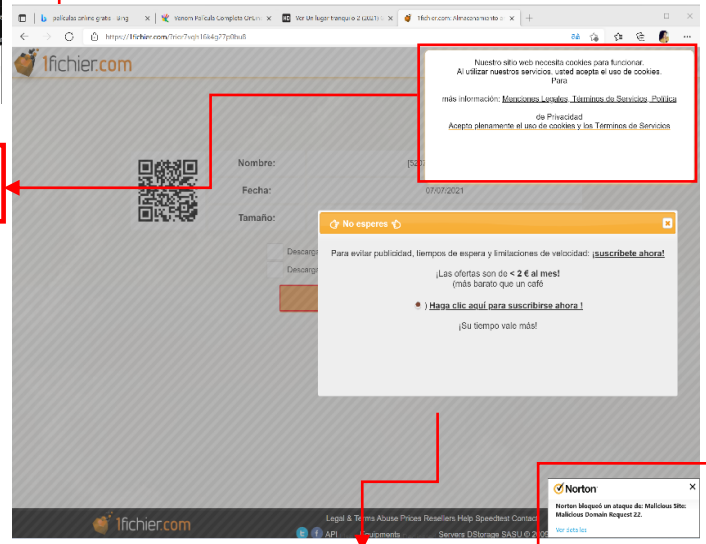 películas online gratis - Bing
Venom Película Completa Online
Ver Un lugar tranquilo 2 (2021)
1fichier.com: Almacenamiento
https://1fichier.com/?
1fichier.com
Nuestro sitio web necesita cookies para funcionar.
Al utilizar nuestros servicios, usted acepta el uso de cookies.
Para
más información: Menciones Legales, Términos de Servicios, Política
de Privacidad
Acepto plenamente el uso de cookies y los Términos de Servicios
Nombre:
Fecha: 07/07/2021
Tamaño:
No esperes
Descarga
Para evitar publicidad, tiempos de espera y limitaciones de velocidad: ¡suscríbete ahora!
Descarga
¡Las ofertas son de < 2 € al mes!
(más barato que un café
) Haga clic aquí para suscribirse ahora !
¡Su tiempo vale más!
Norton
Norton bloqueó un ataque de: Malicious Site:
Malicious Domain Request 22.
Ver detalles
1fichier.com
Legal & Terms Abuse Prices Resellers Help Speedtest Contact
API Equipments Servers DStorage SASU © 2009